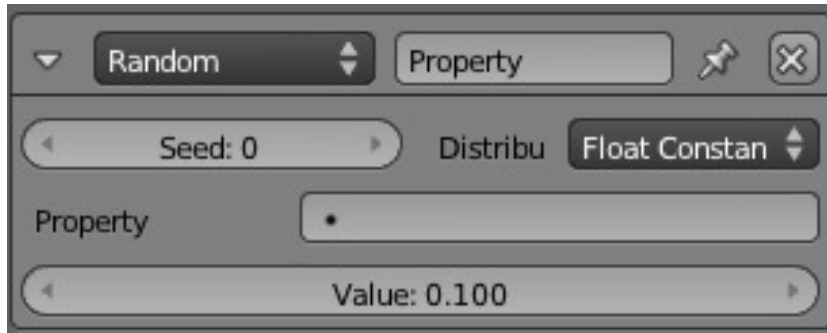 Random Property
Seed: 0 Distribu Float Constan
Property
Value: 0.100